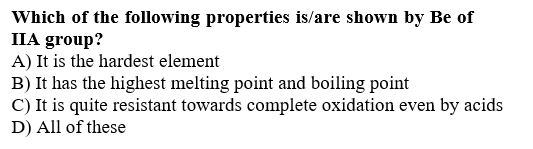 Which of the following properties is/are shown by Be of
IIA group?
A) It is the hardest element
B) It has the highest melting point and boiling point
C) It is quite resistant towards complete oxidation even by acids
D) All of these